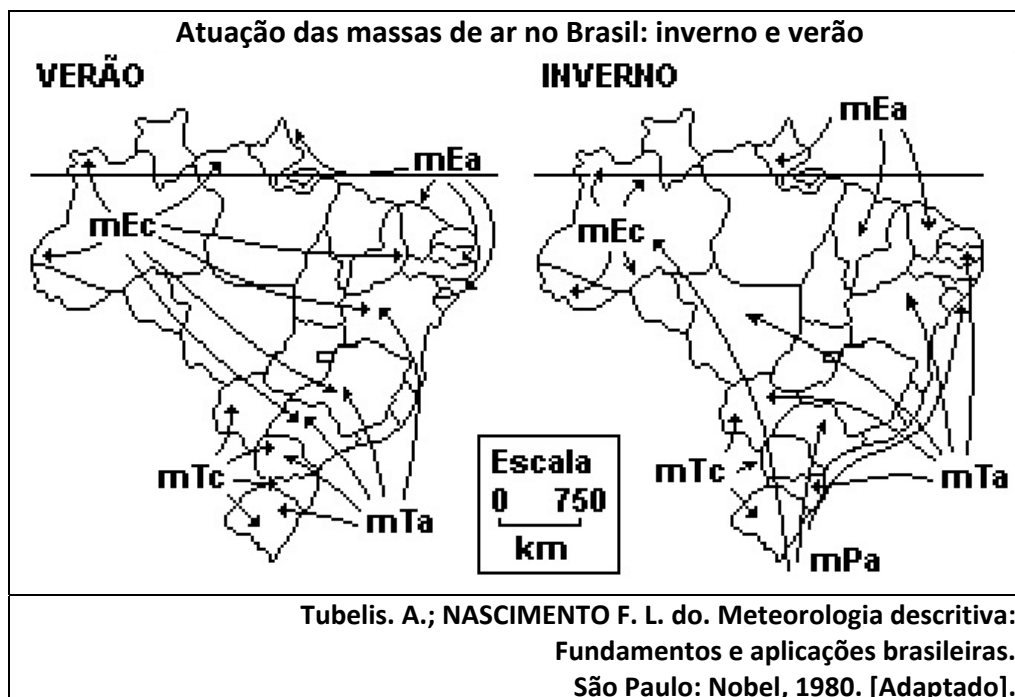 Atuação das massas de ar no Brasil: inverno e verão
VERÃO
INVERNO
mEa
mEa
mEc
mEc
mTc
mTa
Escala
0 750
km
mTc
mTa
mPa
Tubelis. A.; NASCIMENTO F. L. do. Meteorologia descritiva:
Fundamentos e aplicações brasileiras.
São Paulo: Nobel, 1980. [Adaptado].